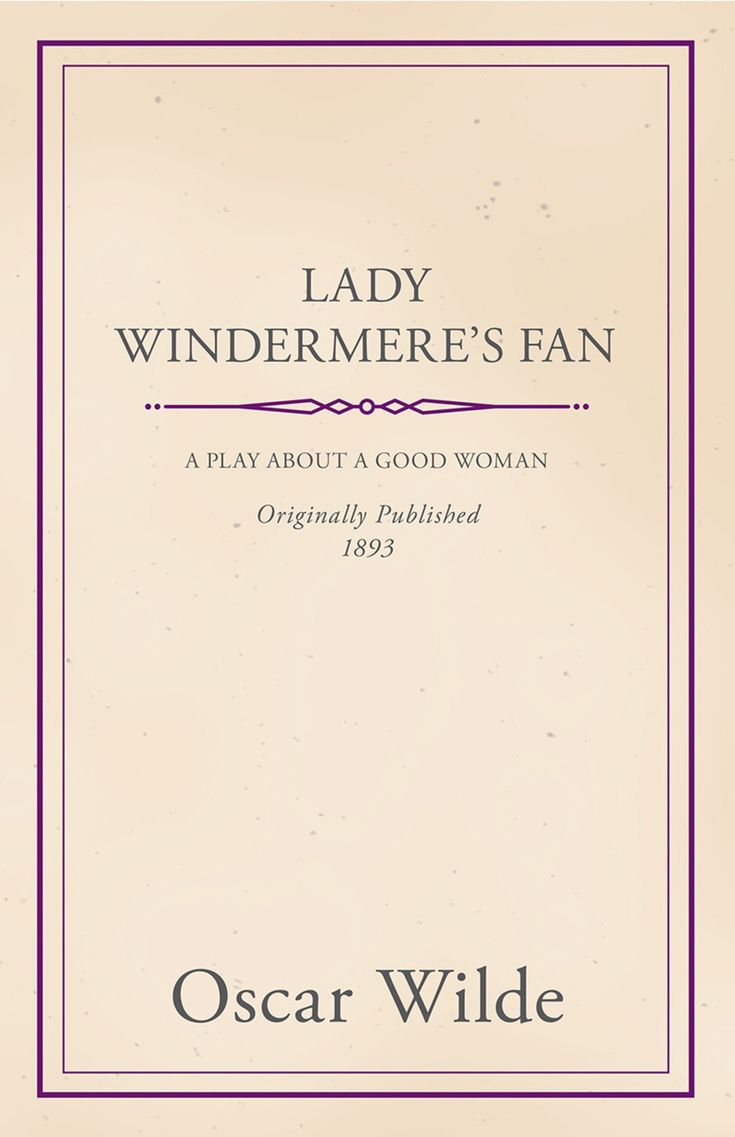 LADY
WINDERMERE’S FAN
A PLAY ABOUT A GOOD WOMAN
Originally Published
1893
Oscar Wilde